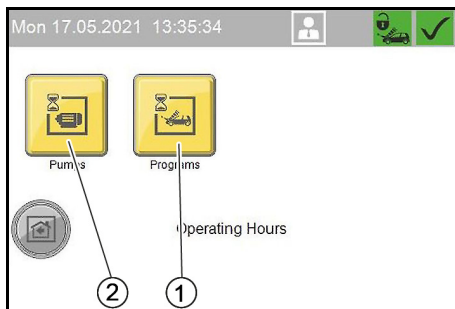 Mon 17.05.2021 13:35:34
Pumps
Programs
Operating Hours
2
1